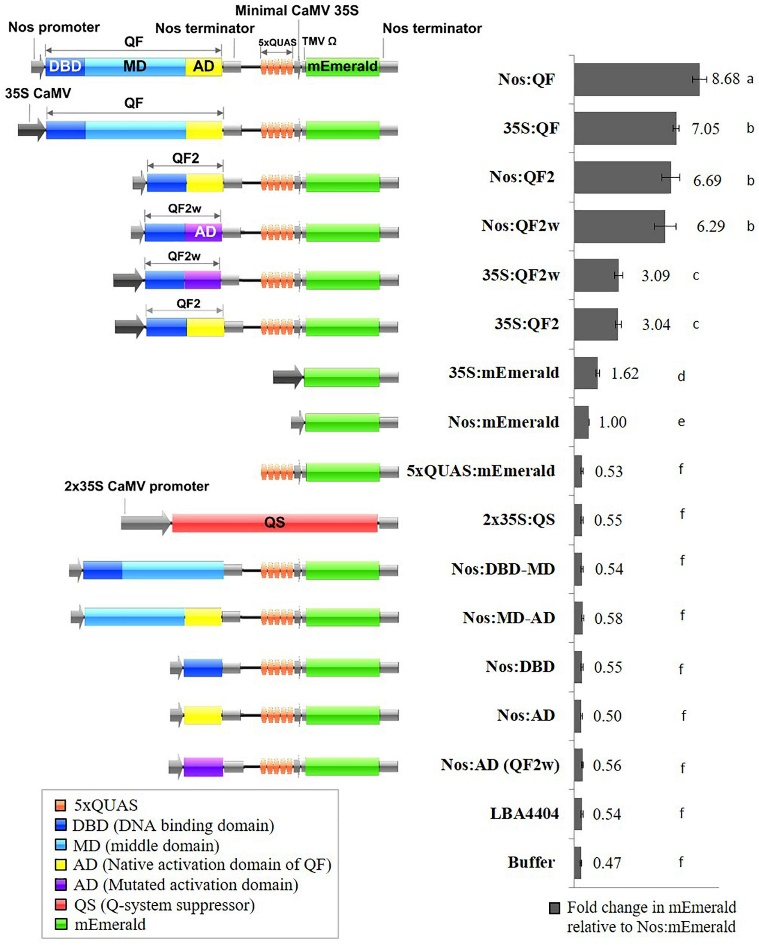 Minimal CaMV 35S
Nos promoter
Nos terminator
Nos terminator
QF
5xQUAS
TMV Ω
DBD
MD
AD
mEmerald
Nos:QF
8.68
a
35S CaMV
QF
35S:QF
7.05
b
QF2
Nos:QF2
6.69
b
QF2w
AD
Nos:QF2w
6.29
b
QF2w
35S:QF2w
3.09
c
QF2
35S:QF2
3.04
c
35S:mEmerald
1.62
d
Nos:mEmerald
1.00
e
5xQUAS:mEmerald
0.53
f
2x35S CaMV promoter
QS
2x35S:QS
0.55
f
Nos:DBD-MD
0.54
f
Nos:MD-AD
0.58
f
Nos:DBD
0.55
f
Nos:AD
0.50
f
Nos:AD (QF2w)
0.56
f
LBA4404
0.54
f
Buffer
0.47
f
5xQUAS
DBD (DNA binding domain)
MD (middle domain)
AD (Native activation domain of QF)
AD (Mutated activation domain)
QS (Q-system suppressor)
mEmerald
Fold change in mEmerald
relative to Nos:mEmerald